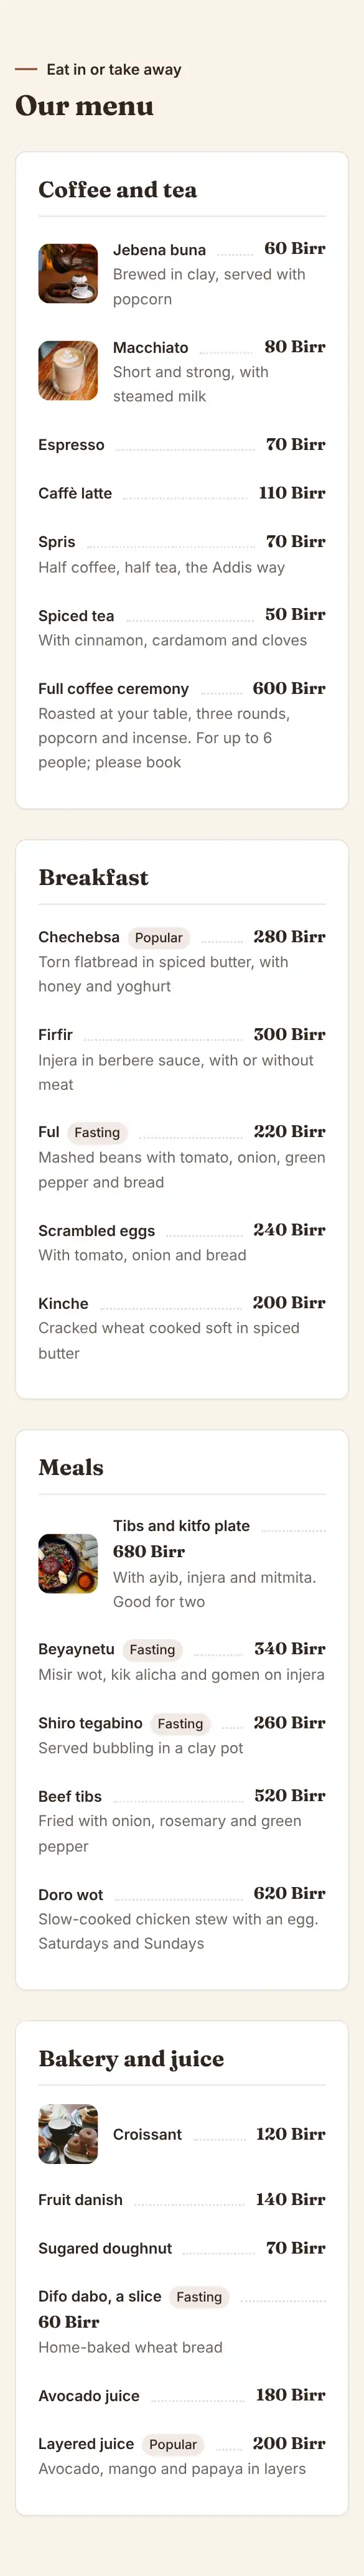 Eat in or take away
Our menu
Coffee and tea
Jebena buna 60 Birr
Brewed in clay, served with
popcorn
Macchiato 80 Birr
Short and strong, with
steamed milk
Espresso 70 Birr
Caffè latte 110 Birr
Spris 70 Birr
Half coffee, half tea, the Addis way
Spiced tea 50 Birr
With cinnamon, cardamom and cloves
Full coffee ceremony 600 Birr
Roasted at your table, three rounds,
popcorn and incense. For up to 6
people; please book
Breakfast
Chechebsa Popular 280 Birr
Torn flatbread in spiced butter, with
honey and yoghurt
Firfir 300 Birr
Injera in berbere sauce, with or without
meat
Ful Fasting 220 Birr
Mashed beans with tomato, onion, green
pepper and bread
Scrambled eggs 240 Birr
With tomato, onion and bread
Kinche 200 Birr
Cracked wheat cooked soft in spiced
butter
Meals
Tibs and kitfo plate
680 Birr
With ayib, injera and mitmita.
Good for two
Beyaynetu Fasting 340 Birr
Misir wot, kik alicha and gomen on injera
Shiro tegabino Fasting 260 Birr
Served bubbling in a clay pot
Beef tibs 520 Birr
Fried with onion, rosemary and green
pepper
Doro wot 620 Birr
Slow-cooked chicken stew with an egg.
Saturdays and Sundays
Bakery and juice
Croissant 120 Birr
Fruit danish 140 Birr
Sugared doughnut 70 Birr
Difo dabo, a slice Fasting
60 Birr
Home-baked wheat bread
Avocado juice 180 Birr
Layered juice Popular 200 Birr
Avocado, mango and papaya in layers